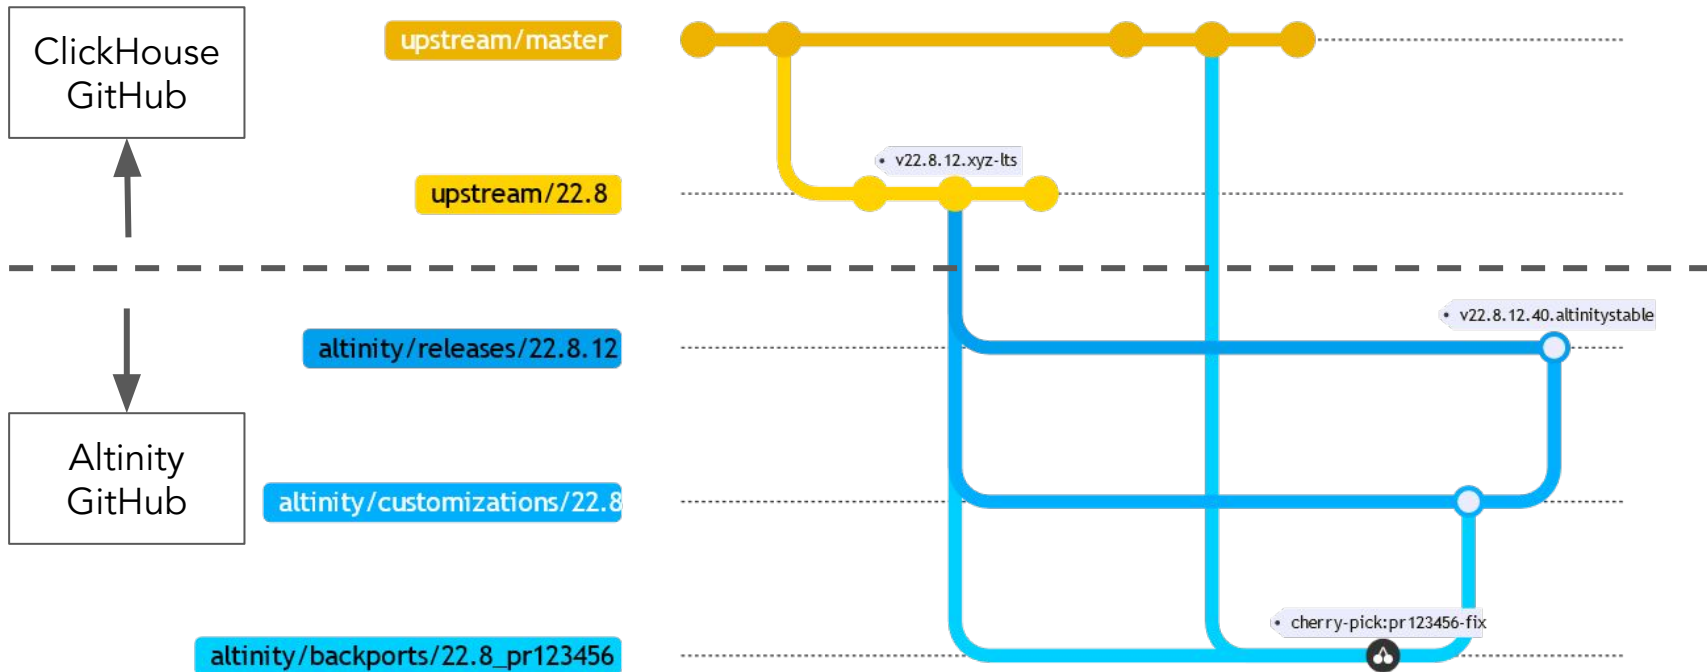 ClickHouse
GitHub
upstream/master
v22.8.12.xyz-lts
upstream/22.8
v22.8.12.40.altinitystable
altinity/releases/22.8.12
Altinity
GitHub
altinity/customizations/22.8
cherry-pick:pr123456-fix
altinity/backports/22.8_pr123456